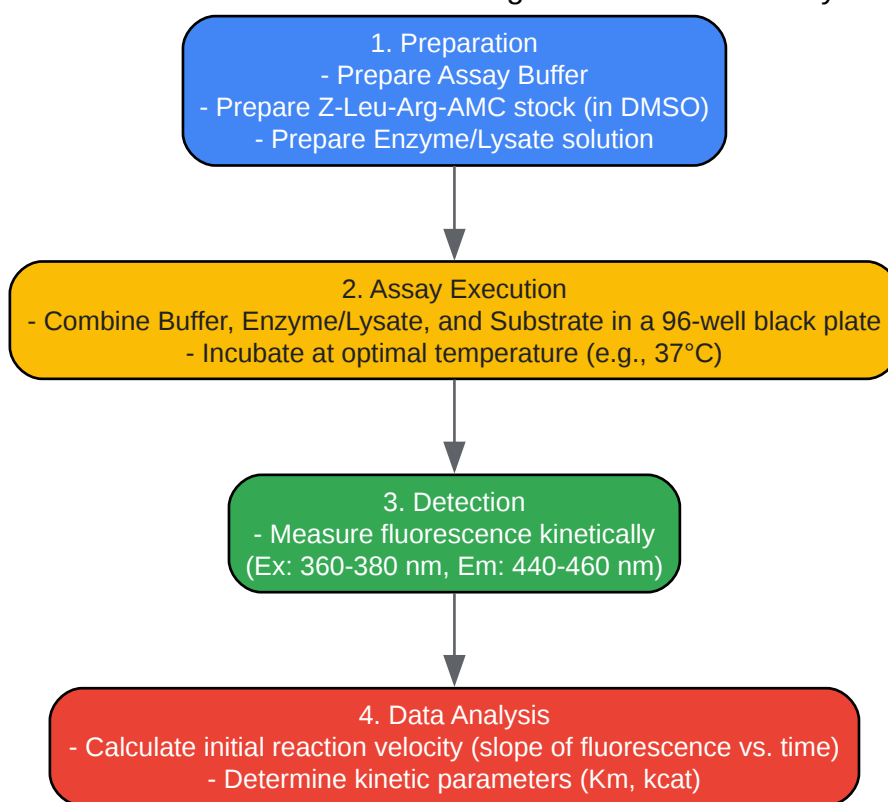 1. Preparation
- Prepare Assay Buffer
- Prepare Z-Leu-Arg-AMC stock (in DMSO)
- Prepare Enzyme/Lysate solution
2. Assay Execution
- Combine Buffer, Enzyme/Lysate, and Substrate in a 96-well black plate
- Incubate at optimal temperature (e.g., 37°C)
3. Detection
- Measure fluorescence kinetically
(Ex: 360-380 nm, Em: 440-460 nm)
4. Data Analysis
- Calculate initial reaction velocity (slope of fluorescence vs. time)
- Determine kinetic parameters (Km, kcat)